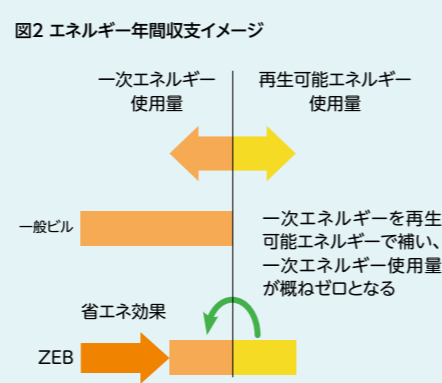 図2 エネルギー年間収支イメージ
一次エネルギー
使用量
再生可能エネルギー
使用量
一般ビル
一次エネルギーを再生
可能エネルギーで補い、
一次エネルギー使用量
が概ねゼロとなる
省エネ効果
ZEB